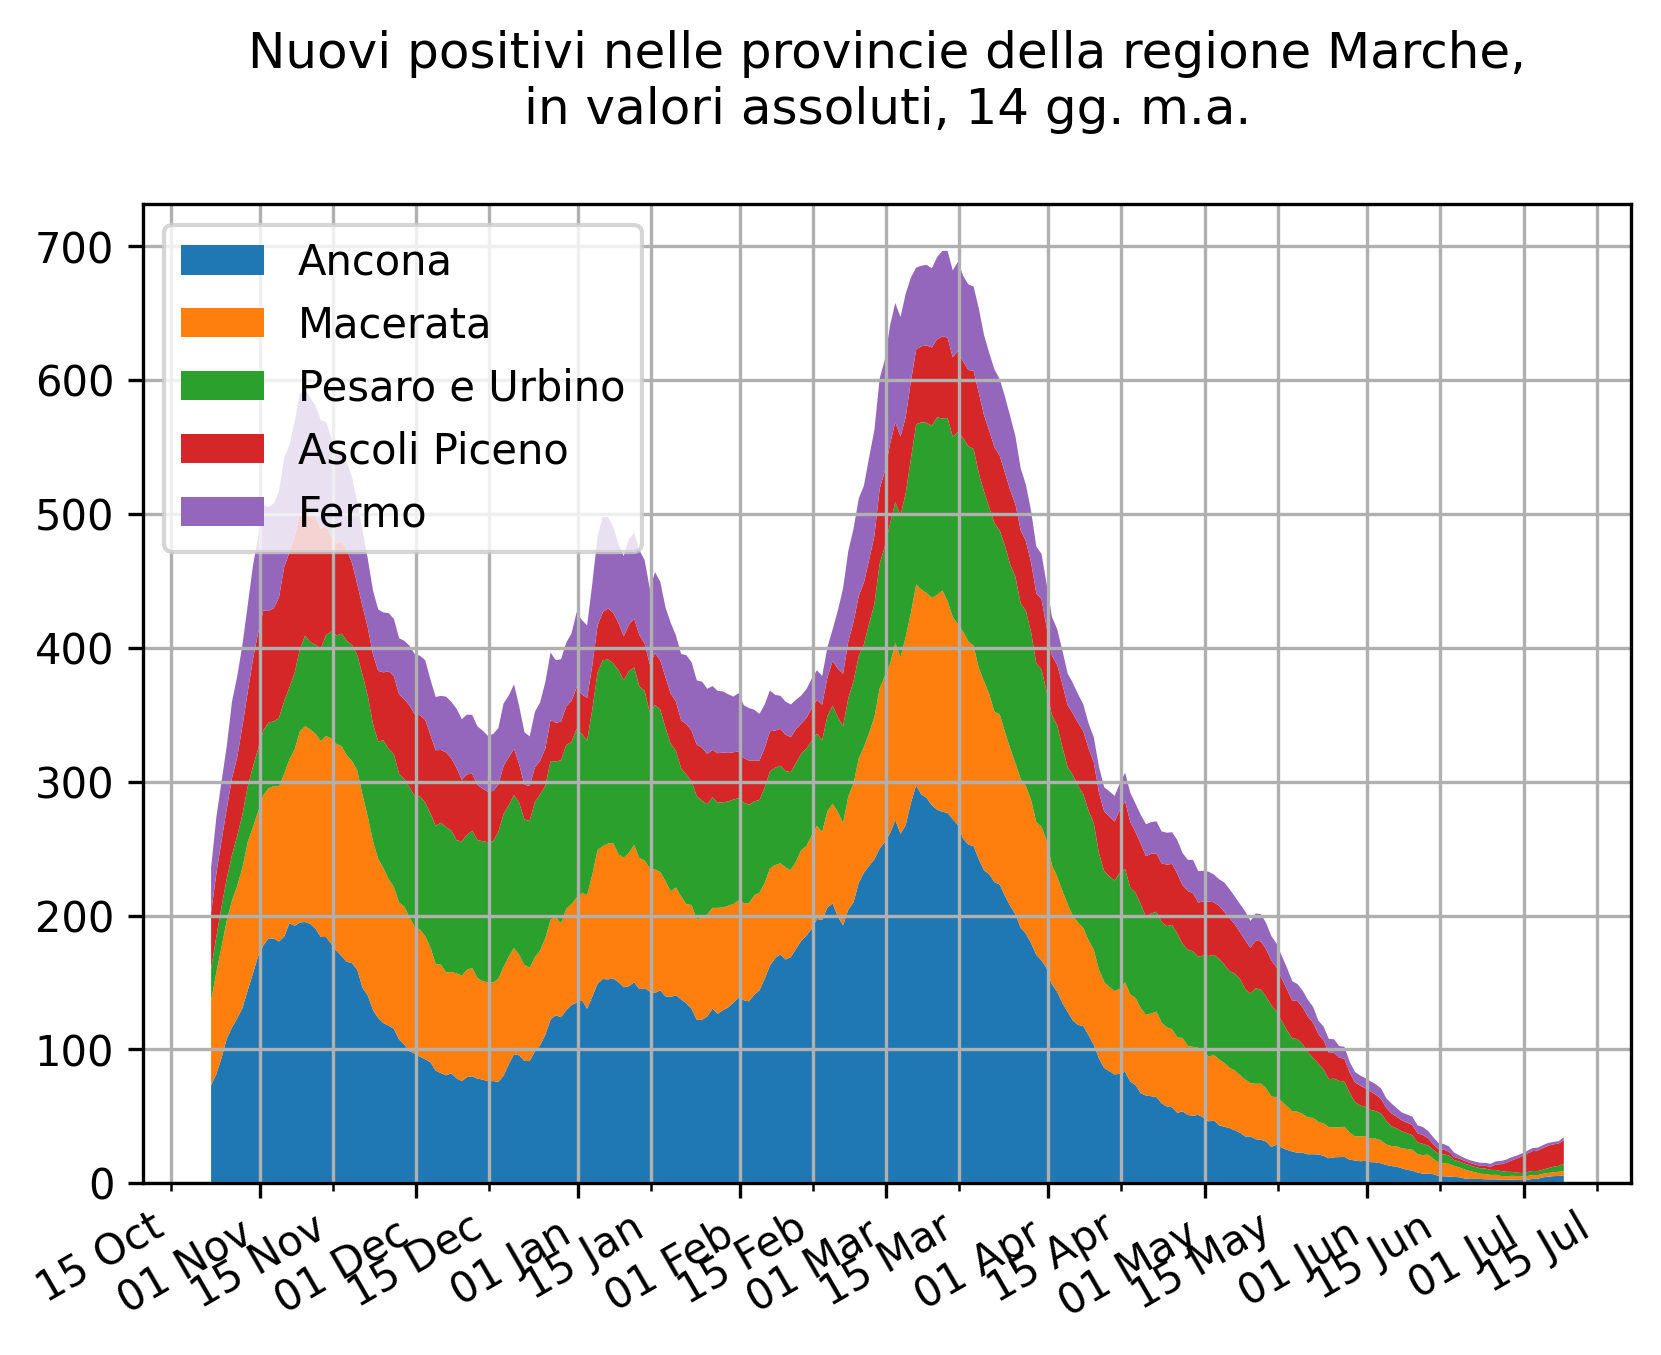 Nuovi positivi nelle provincie della regione Marche,
in valori assoluti, 14 gg. m.a.
700
600
500
400
300
200
100
0
Ancona
Macerata
Pesaro e Urbino
Ascoli Piceno
Fermo
15 Oct
01 Nov
15 Nov
01 Dec
15 Dec
01 Jan
15 Jan
01 Feb
15 Feb
01 Mar
15 Mar
01 Apr
15 Apr
01 May
15 May
01 Jun
15 Jun
01 Jul
15 Jul